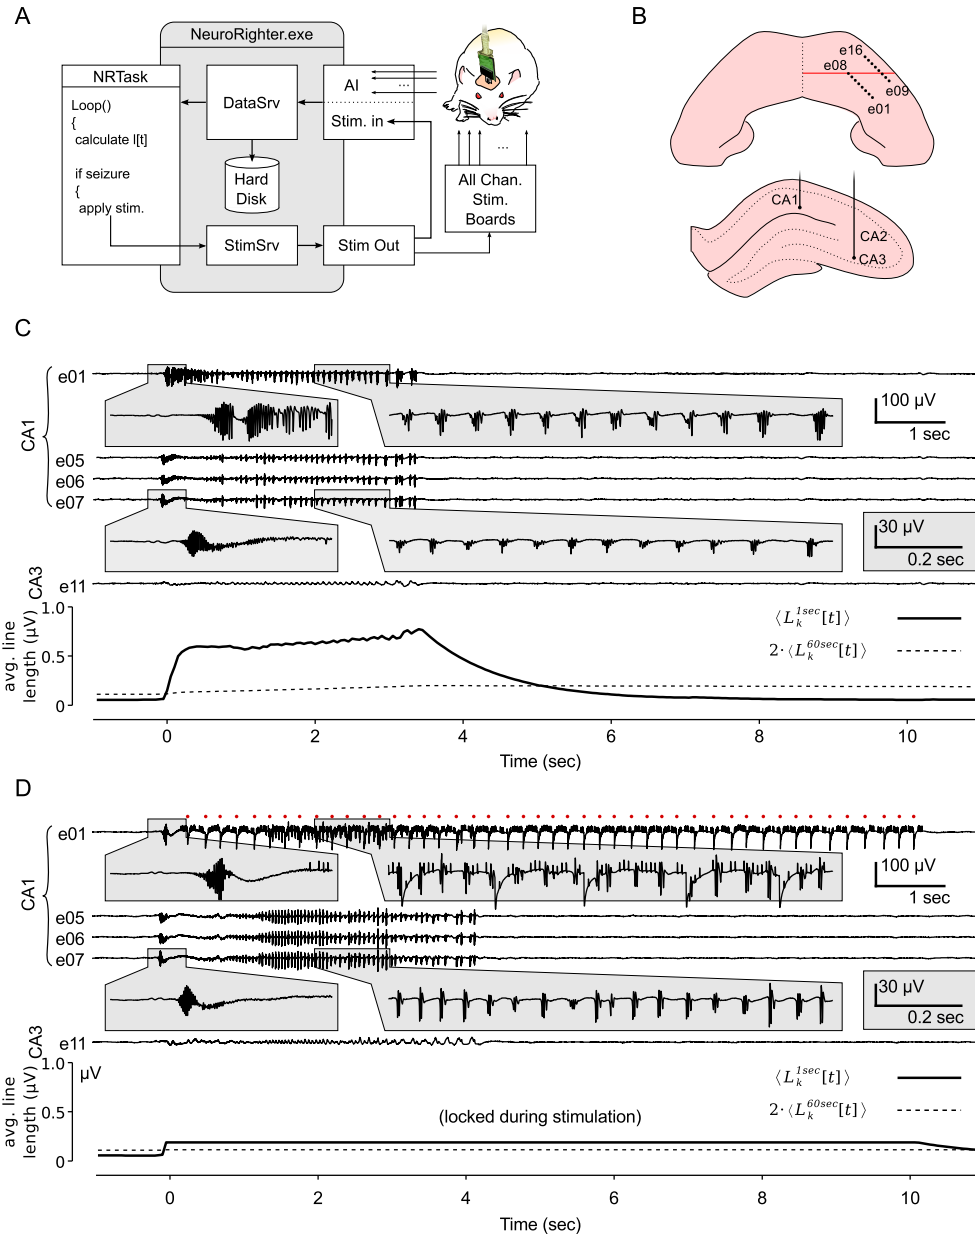 A
NeuroRighter.exe
NRTask
Loop()
{
calculate l[t]
if seizure
{
apply stim.
DataSrv
Hard
Disk
StimSrv
AI
...
Stim. in
Stim Out
...
All Chan.
Stim.
Boards
B
e16
e08
e09
e01
CA1
CA2
CA3
C
CA1
e01
100 µV
1 sec
e05
e06
e07
30 µV
0.2 sec
CA3
e11
avg. line
length (µV)
1.0
0.5
0
⟨L_k^{1sec}[t]⟩
2·⟨L_k^{60sec}[t]⟩
0 2 4 6 8 10
Time (sec)
D
CA1
e01
100 µV
1 sec
e05
e06
e07
30 µV
0.2 sec
CA3
e11
avg. line
length (µV)
1.0
0.5
0
µV
⟨L_k^{1sec}[t]⟩
2·⟨L_k^{60sec}[t]⟩
(locked during stimulation)
0 2 4 6 8 10
Time (sec)